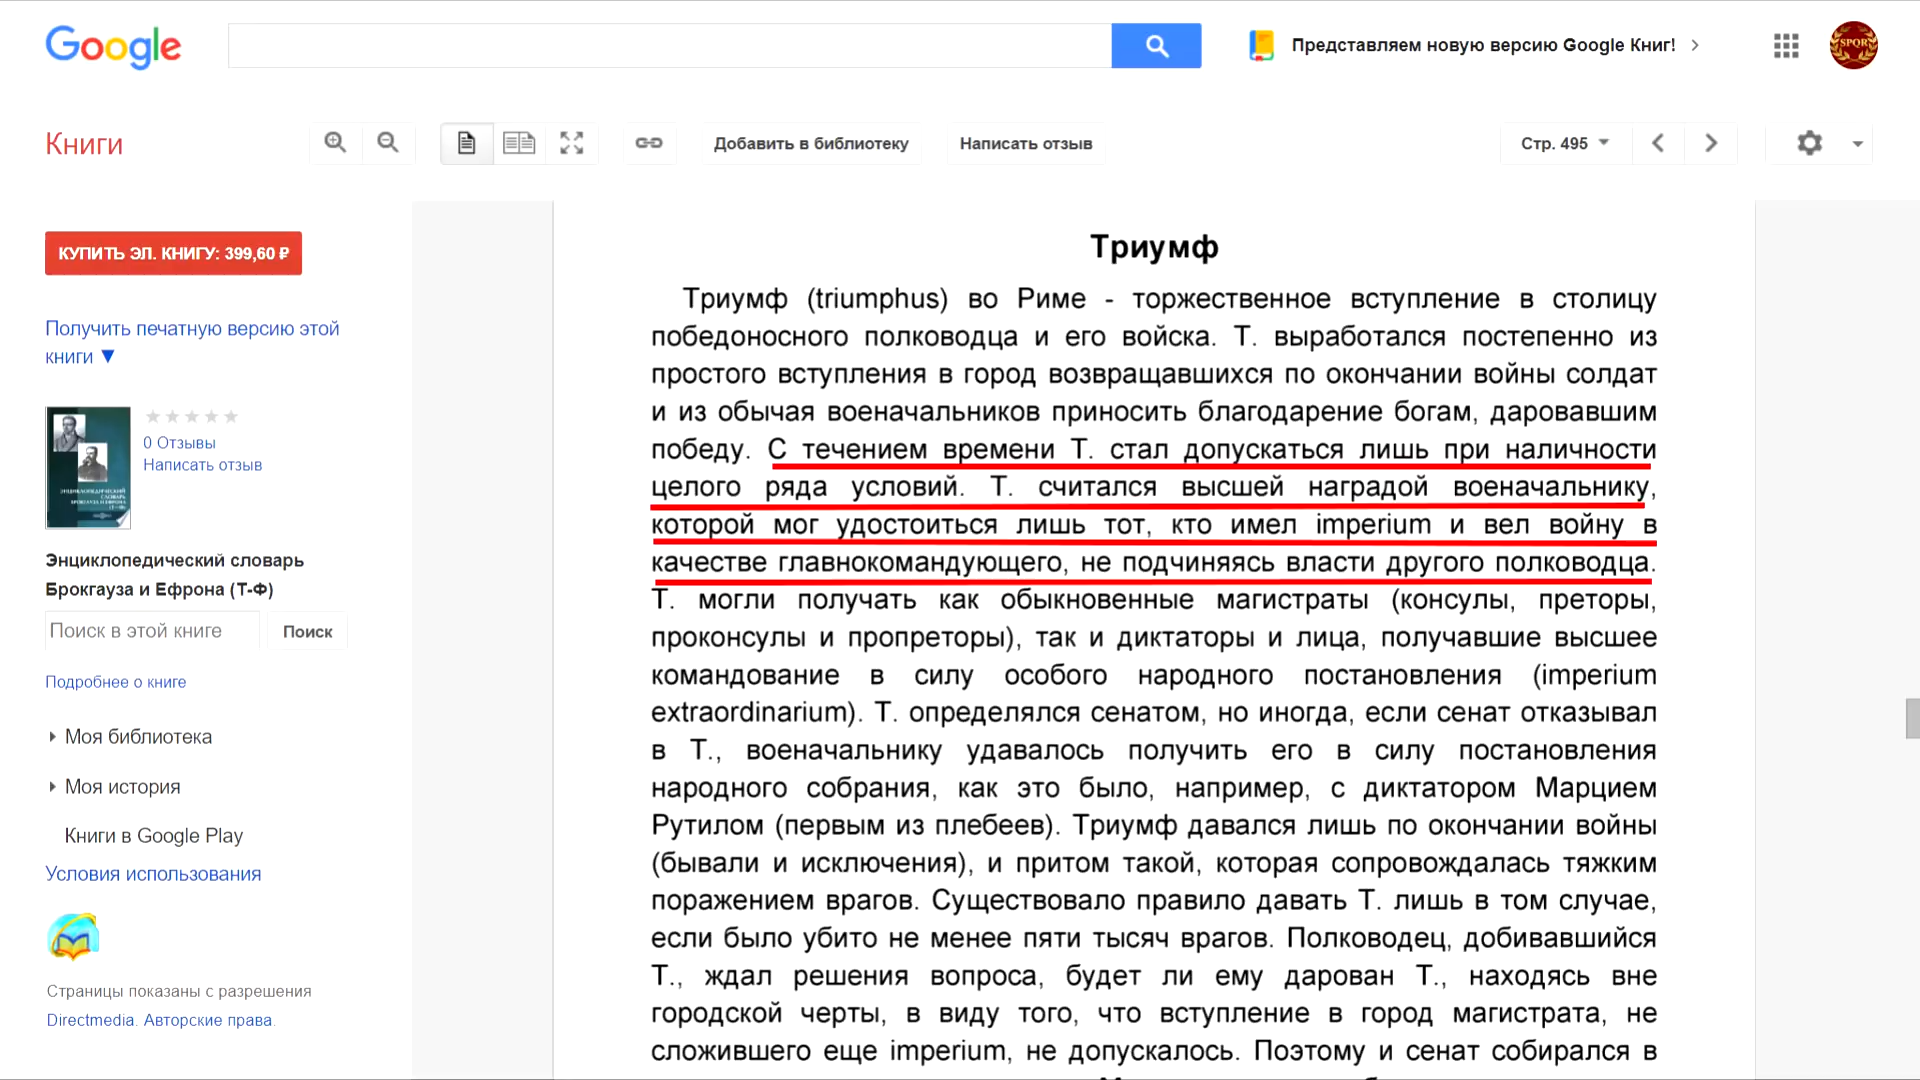 Google
Представляем новую версию Google Книг!
SPQR
Книги
Добавить в библиотеку
Написать отзыв
Стр. 495
КУПИТЬ ЭЛ. КНИГУ: 399,60 ₽
Получить печатную версию этой
книги ▼
0 Отзывы
Написать отзыв
ЭНЦИКЛОПЕДИЧЕСКИЙ
СЛОВАРЬ
БРОКГАУЗА И ЕФРОНА
Энциклопедический словарь
Брокгауза и Ефрона (Т-Ф)
Поиск в этой книге
Поиск
Подробнее о книге
Моя библиотека
Моя история
Книги в Google Play
Условия использования
Страницы показаны с разрешения
Directmedia. Авторские права.
Триумф
Триумф (triumphus) во Риме - торжественное вступление в столицу
победоносного полководца и его войска. Т. выработался постепенно из
простого вступления в город возвращавшихся по окончании войны солдат
и из обычая военачальников приносить благодарение богам, даровавшим
победу. С течением времени Т. стал допускаться лишь при наличности
целого ряда условий. Т. считался высшей наградой военачальнику,
которой мог удостоиться лишь тот, кто имел imperium и вел войну в
качестве главнокомандующего, не подчиняясь власти другого полководца.
Т. могли получать как обыкновенные магистраты (консулы, преторы,
проконсулы и пропреторы), так и диктаторы и лица, получавшие высшее
командование в силу особого народного постановления (imperium
extraordinarium). Т. определялся сенатом, но иногда, если сенат отказывал
в Т., военачальнику удавалось получить его в силу постановления
народного собрания, как это было, например, с диктатором Марцием
Рутилом (первым из плебеев). Триумф давался лишь по окончании войны
(бывали и исключения), и притом такой, которая сопровождалась тяжким
поражением врагов. Существовало правило давать Т. лишь в том случае,
если было убито не менее пяти тысяч врагов. Полководец, добивавшийся
Т., ждал решения вопроса, будет ли ему дарован Т., находясь вне
городской черты, в виду того, что вступление в город магистрата, не
сложившего еще imperium, не допускалось. Поэтому и сенат собирался в